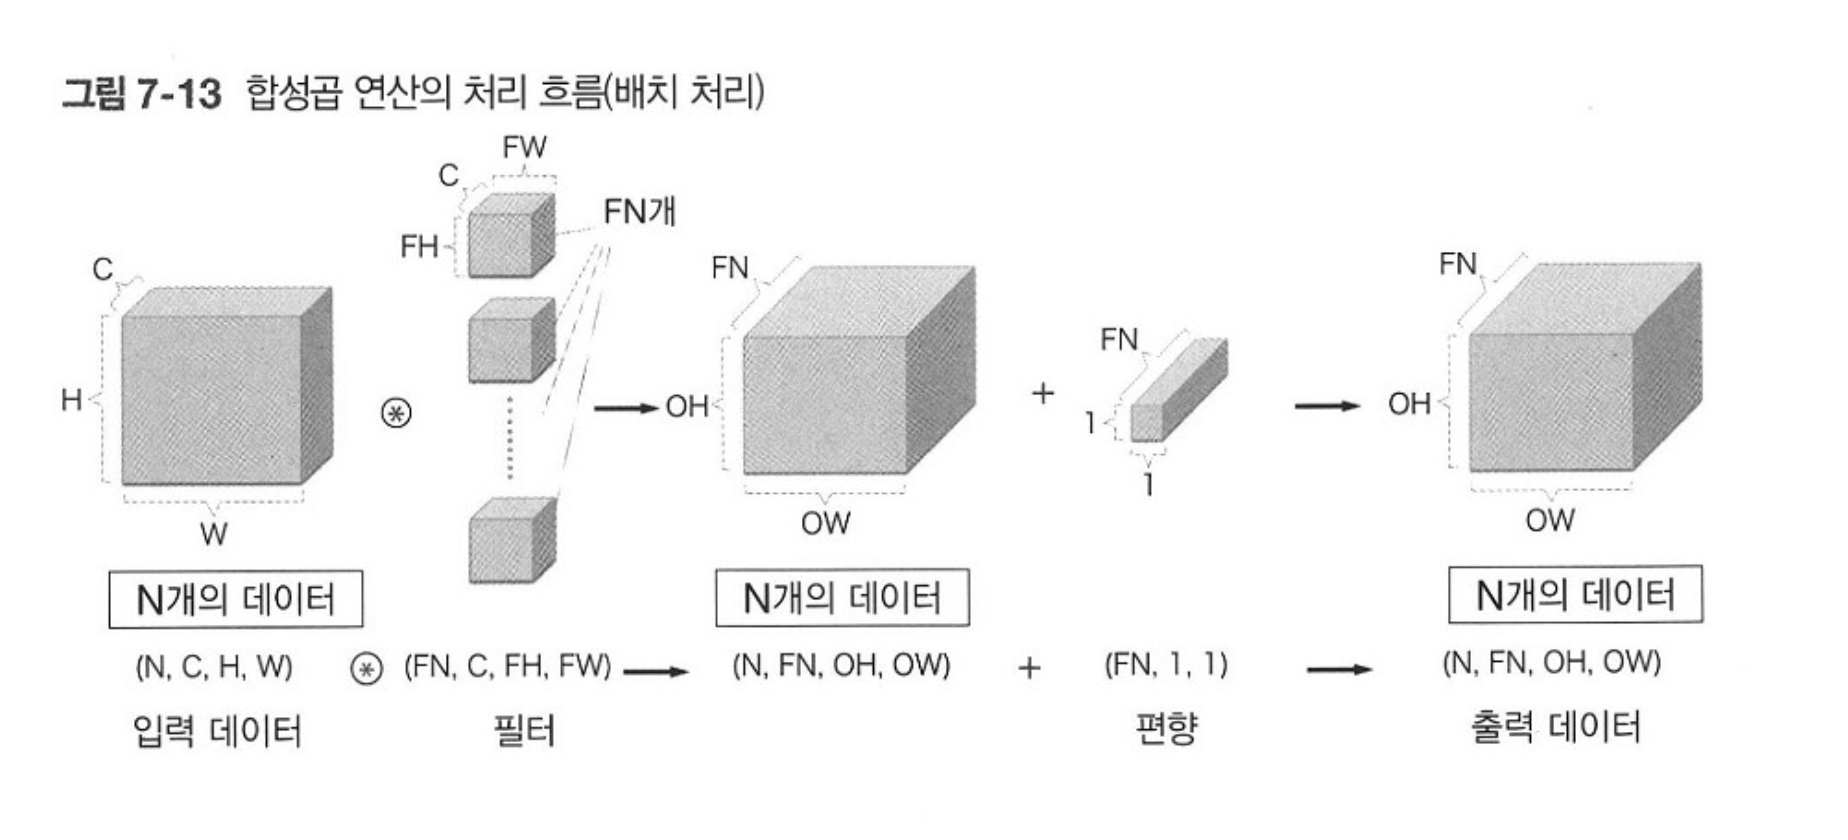 그림 7-13 합성곱 연산의 처리 흐름(배치 처리)
FW
C
FN개
FH
C
H
W
⊛
FN
OH
OW
+
FN
1
1
FN
OH
OW
N개의 데이터
N개의 데이터
N개의 데이터
(N, C, H, W) ⊛ (FN, C, FH, FW) → (N, FN, OH, OW) + (FN, 1, 1) → (N, FN, OH, OW)
입력 데이터 필터 편향 출력 데이터